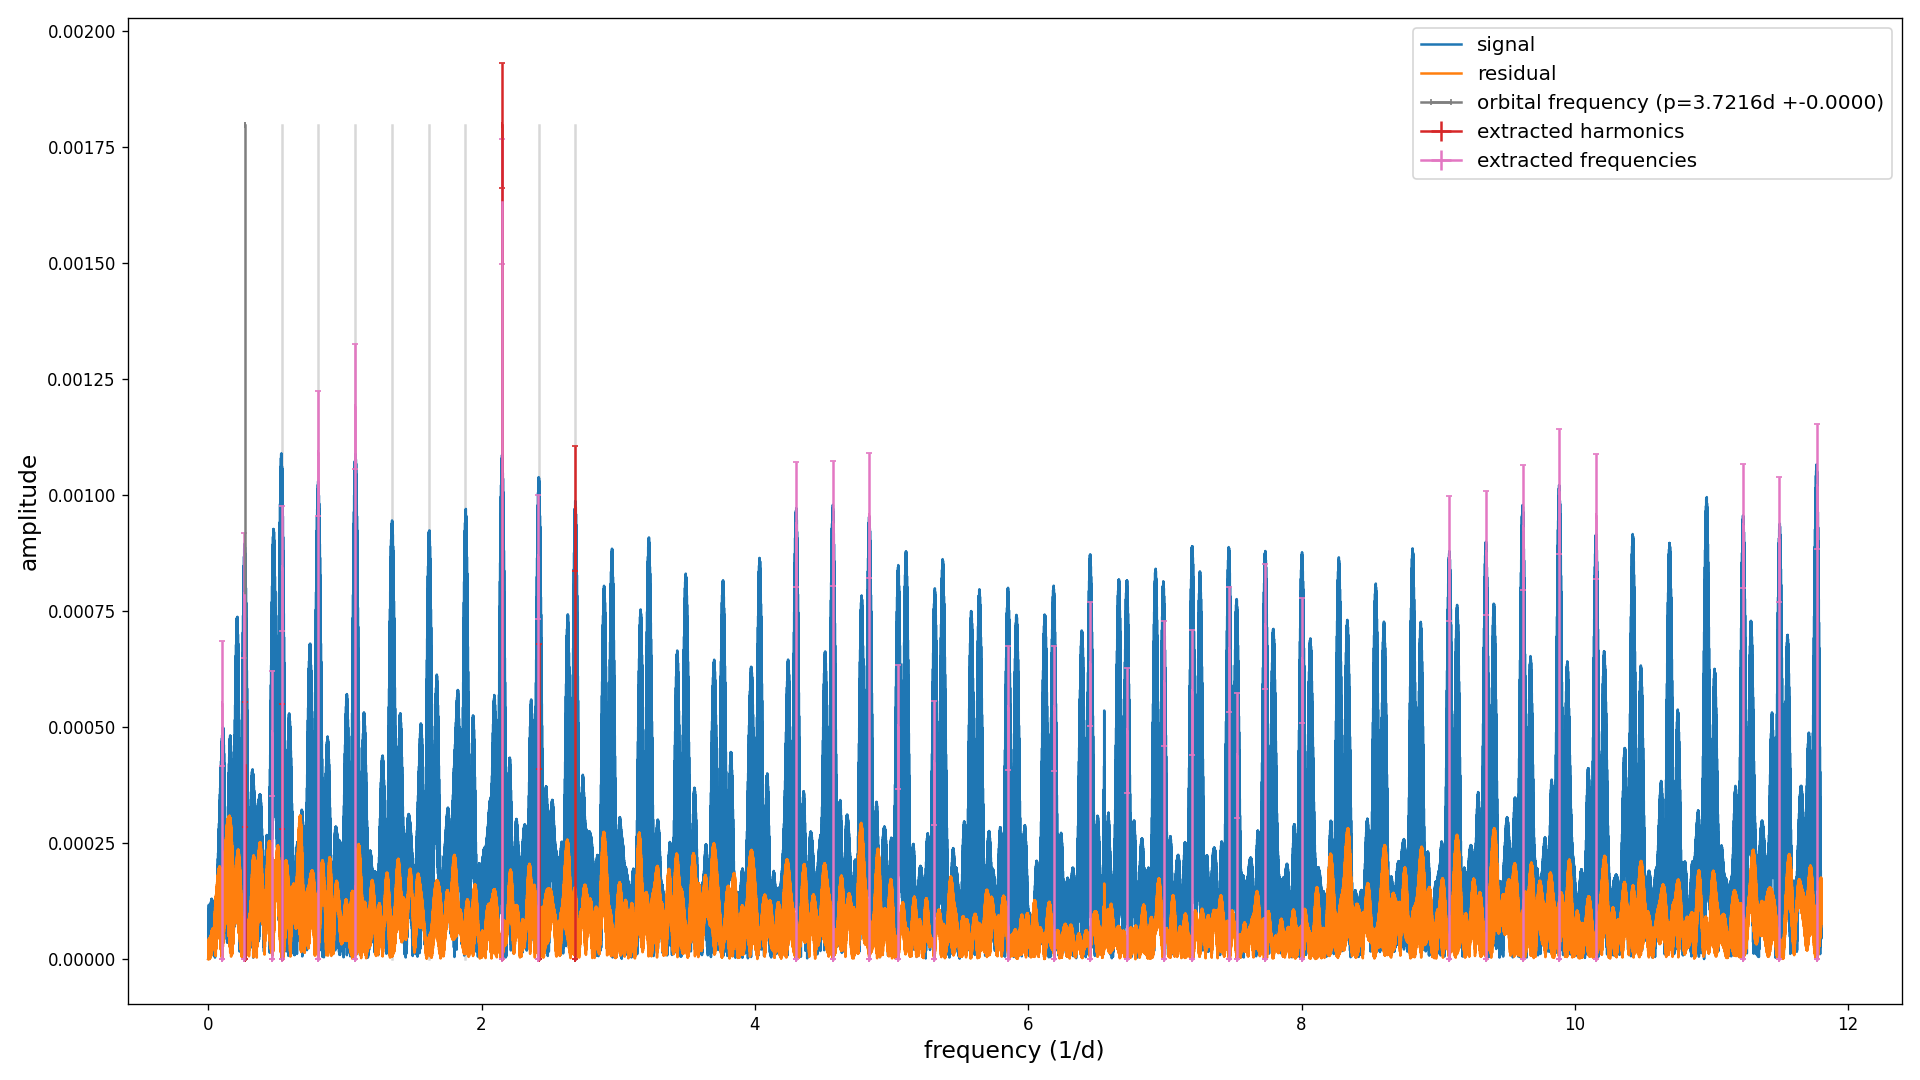 0.00200
0.00175
0.00150
0.00125
0.00100
0.00075
0.00050
0.00025
0.00000
amplitude
signal
residual
orbital frequency (p=3.7216d +-0.0000)
extracted harmonics
extracted frequencies
0 2 4 6 8 10 12
frequency (1/d)